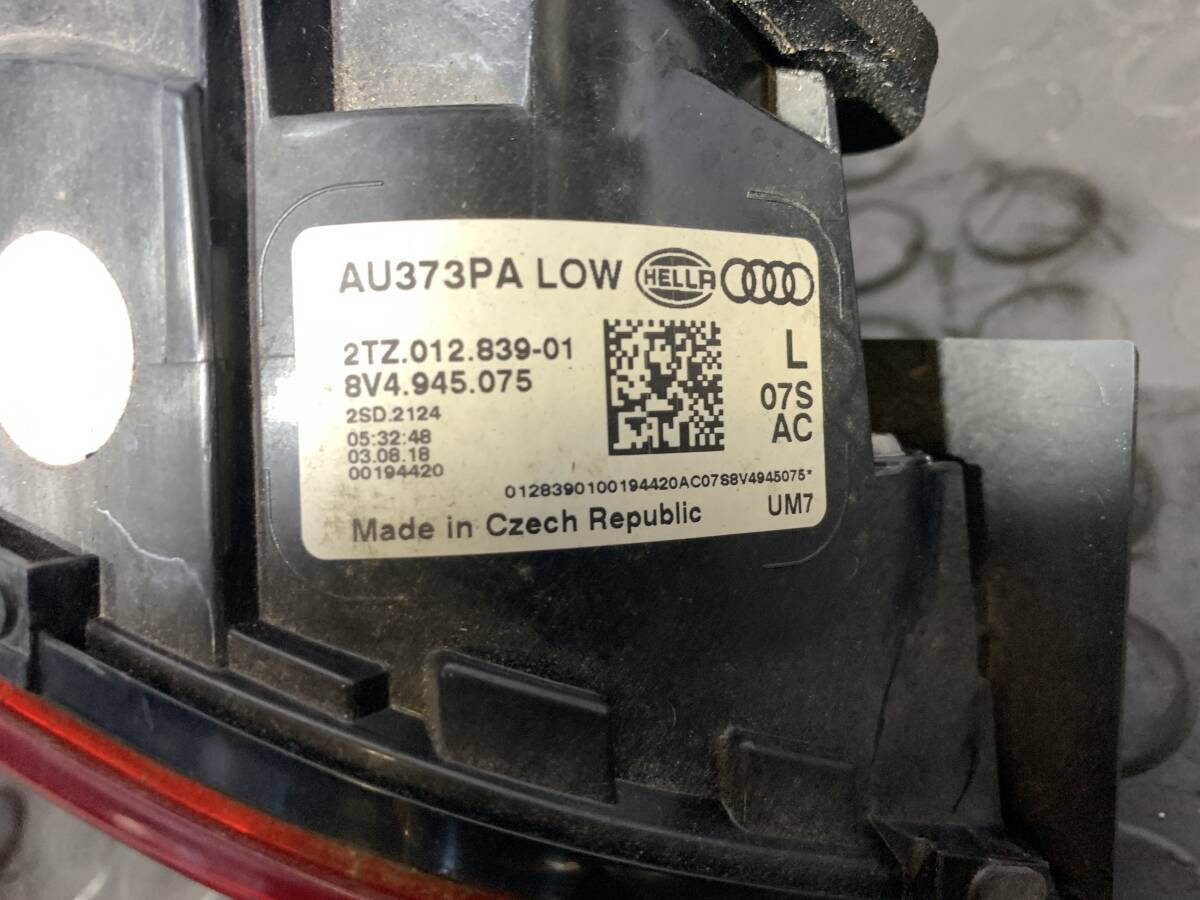 AU373PA LOW HELLA
2TZ.012.839-01
8V4.945.075
2SD.2124
05:32:48
03.08.18
00194420
L
07S
AC
01283900100194420AC07S8V4945075*
Made in Czech Republic
UM7